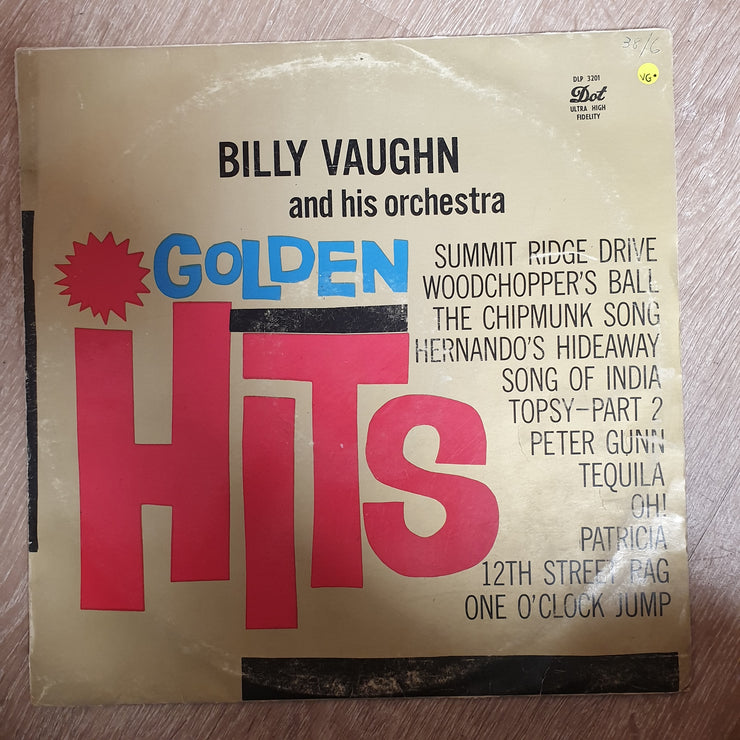 38/6
VG+
DLP 3201
Dot
ULTRA HIGH
FIDELITY
BILLY VAUGHN
and his orchestra
GOLDEN
HITS
SUMMIT RIDGE DRIVE
WOODCHOPPER'S BALL
THE CHIPMUNK SONG
HERNANDO'S HIDEAWAY
SONG OF INDIA
TOPSY-PART 2
PETER GUNN
TEQUILA
OH!
PATRICIA
12TH STREET RAG
ONE O'CLOCK JUMP